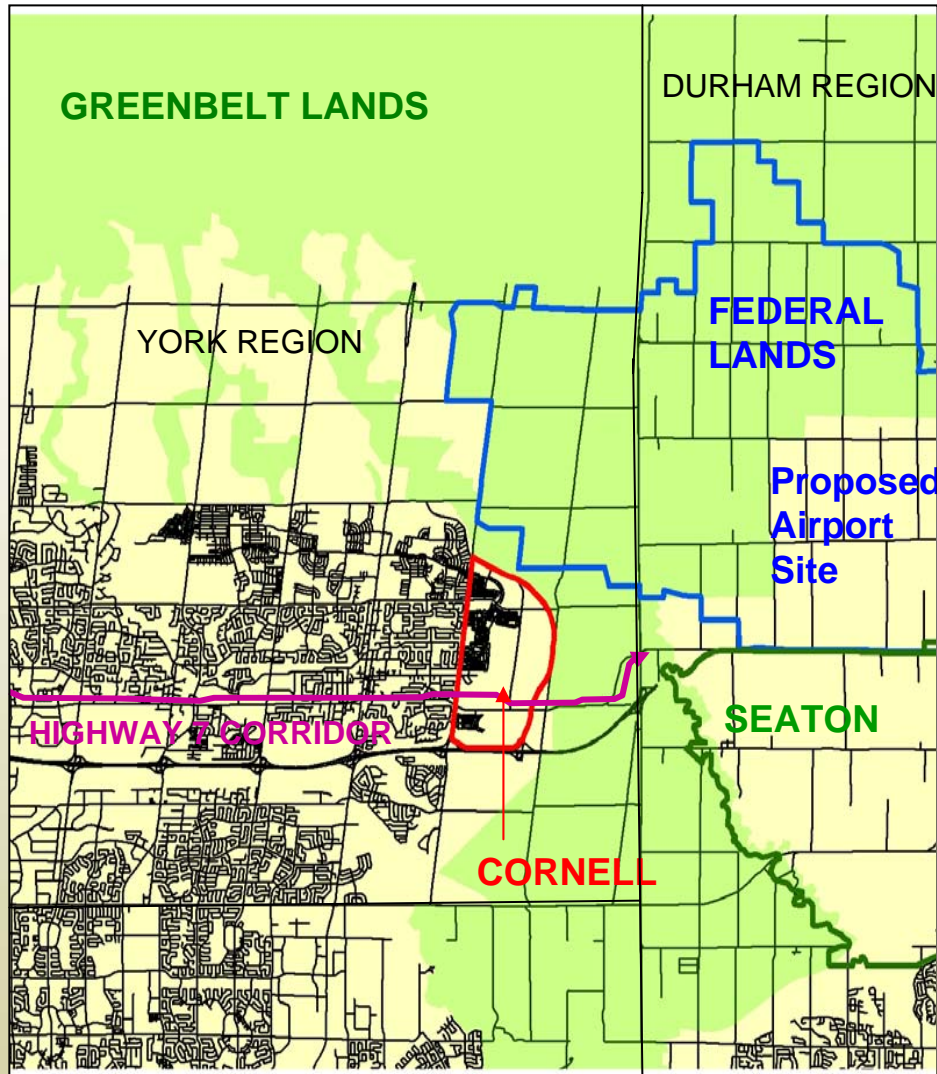 GREENBELT LANDS
DURHAM REGION
YORK REGION
FEDERAL
LANDS
Proposed
Airport
Site
HIGHWAY 7 CORRIDOR
SEATON
CORNELL